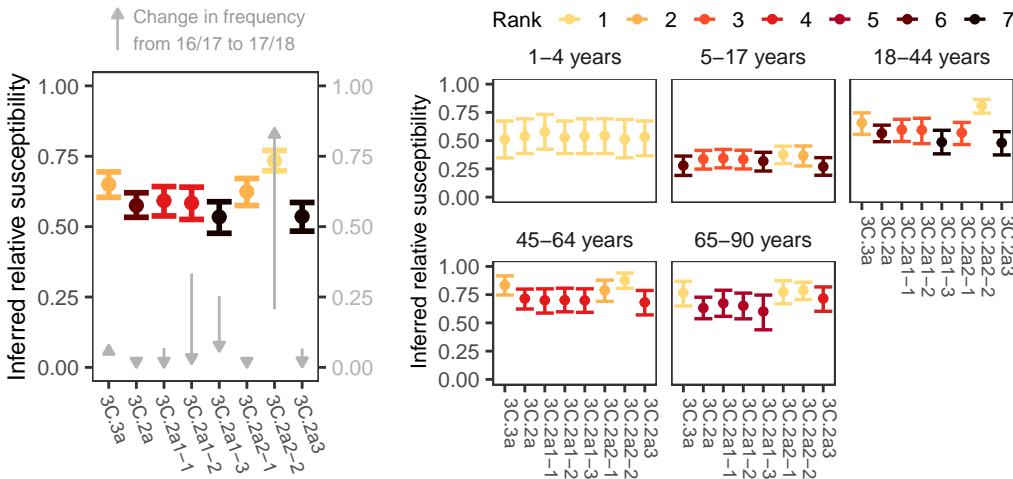 Change in frequency
from 16/17 to 17/18
Inferred relative susceptibility
1.00
0.75
0.50
0.25
0.00
1.00
0.75
0.50
0.25
0.00
3C.3a
3C.2a
3C.2a1−1
3C.2a1−2
3C.2a1−3
3C.2a2−1
3C.2a2−2
3C.2a3
Rank 1 2 3 4 5 6 7
Inferred relative susceptibility
1−4 years
5−17 years
18−44 years
1.00
0.75
0.50
0.25
0.00
3C.3a
3C.2a
3C.2a1−1
3C.2a1−2
3C.2a1−3
3C.2a2−1
3C.2a2−2
3C.2a3
45−64 years
65−90 years
1.00
0.75
0.50
0.25
0.00
3C.3a
3C.2a
3C.2a1−1
3C.2a1−2
3C.2a1−3
3C.2a2−1
3C.2a2−2
3C.2a3
3C.3a
3C.2a
3C.2a1−1
3C.2a1−2
3C.2a1−3
3C.2a2−1
3C.2a2−2
3C.2a3